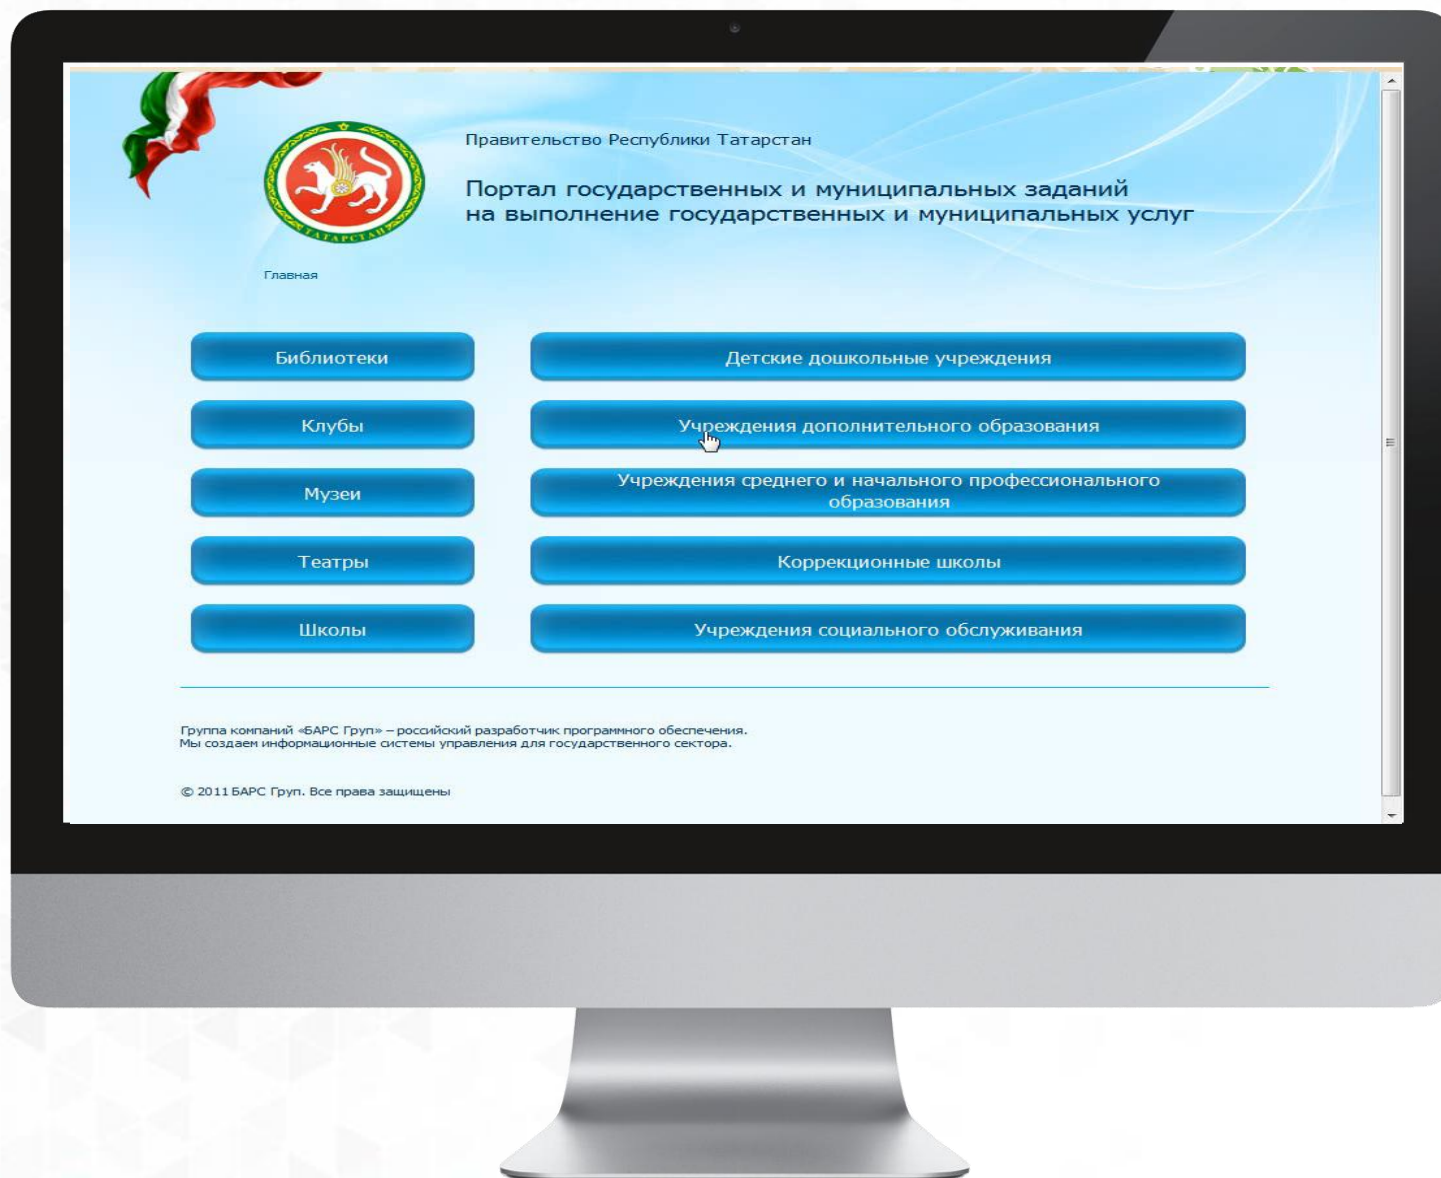 Правительство Республики Татарстан
Портал государственных и муниципальных заданий
на выполнение государственных и муниципальных услуг
ТАТАРСТАН
Главная
Библиотеки
Детские дошкольные учреждения
Клубы
Учреждения дополнительного образования
Музеи
Учреждения среднего и начального профессионального
образования
Театры
Коррекционные школы
Школы
Учреждения социального обслуживания
Группа компаний «БАРС Груп» – российский разработчик программного обеспечения.
Мы создаем информационные системы управления для государственного сектора.
© 2011 БАРС Груп. Все права защищены